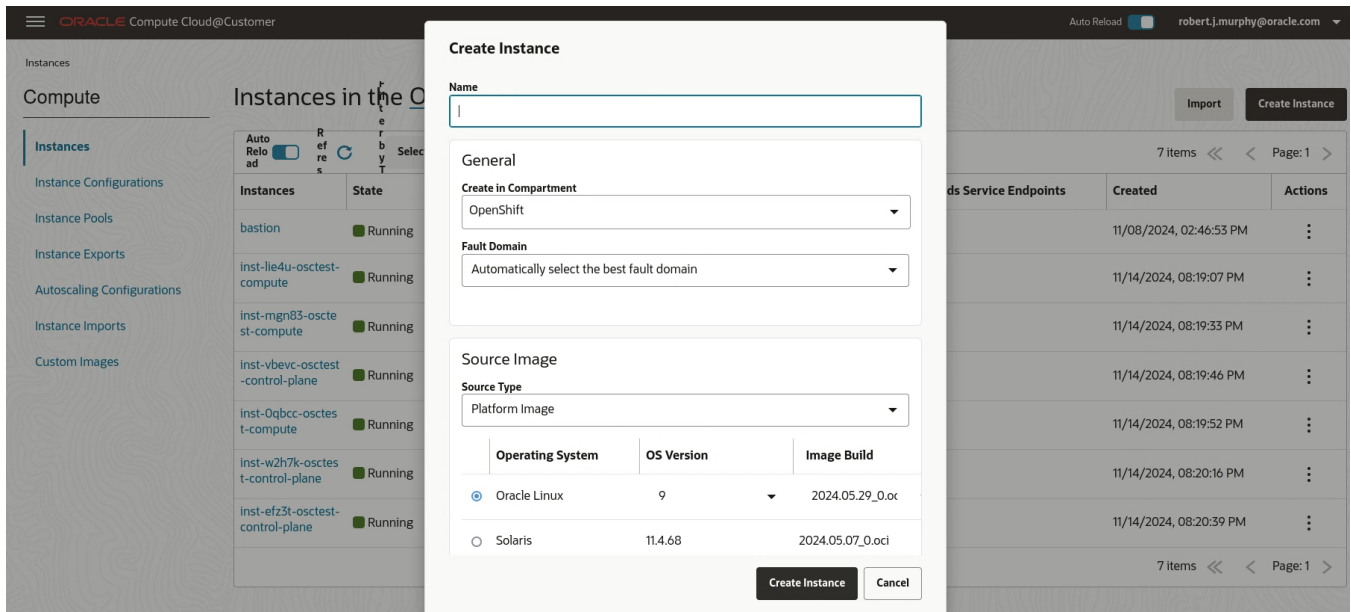 ORACLE Compute Cloud@Customer
Auto Reload
robert.j.murphy@oracle.com
Instances
Compute
Instances
Instance Configurations
Instance Pools
Instance Exports
Autoscaling Configurations
Instance Imports
Custom Images
Instances in the O
Import
Create Instance
Auto
Relo
ad
R
ef
re
s
t
e
r
b
y
T
Selec
7 items
Page: 1
Instances
State
ds Service Endpoints
Created
Actions
bastion
Running
11/08/2024, 02:46:53 PM
inst-lie4u-osctest-
compute
Running
11/14/2024, 08:19:07 PM
inst-mgn83-oscte
st-compute
Running
11/14/2024, 08:19:33 PM
inst-vbevc-osctest
-control-plane
Running
11/14/2024, 08:19:46 PM
inst-0qbcc-osctes
t-compute
Running
11/14/2024, 08:19:52 PM
inst-w2h7k-osctes
t-control-plane
Running
11/14/2024, 08:20:16 PM
inst-efz3t-osctest-
control-plane
Running
11/14/2024, 08:20:39 PM
7 items
Page: 1
Create Instance
Name
General
Create in Compartment
OpenShift
Fault Domain
Automatically select the best fault domain
Source Image
Source Type
Platform Image
Operating System
OS Version
Image Build
Oracle Linux
9
2024.05.29_0.oc
Solaris
11.4.68
2024.05.07_0.oci
Create Instance
Cancel